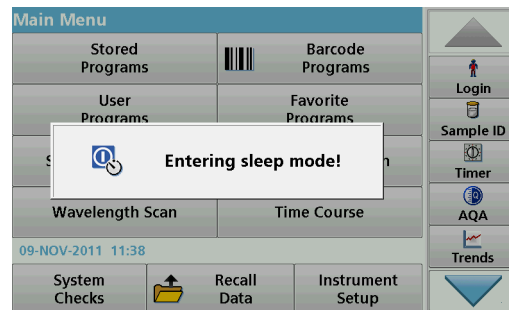 Main Menu
Stored
Programs
Barcode
Programs
User
Programs
Favorite
Programs
Entering sleep mode!
Wavelength Scan
Time Course
09-NOV-2011 11:38
System
Checks
Recall
Data
Instrument
Setup
Login
Sample ID
Timer
AQA
Trends